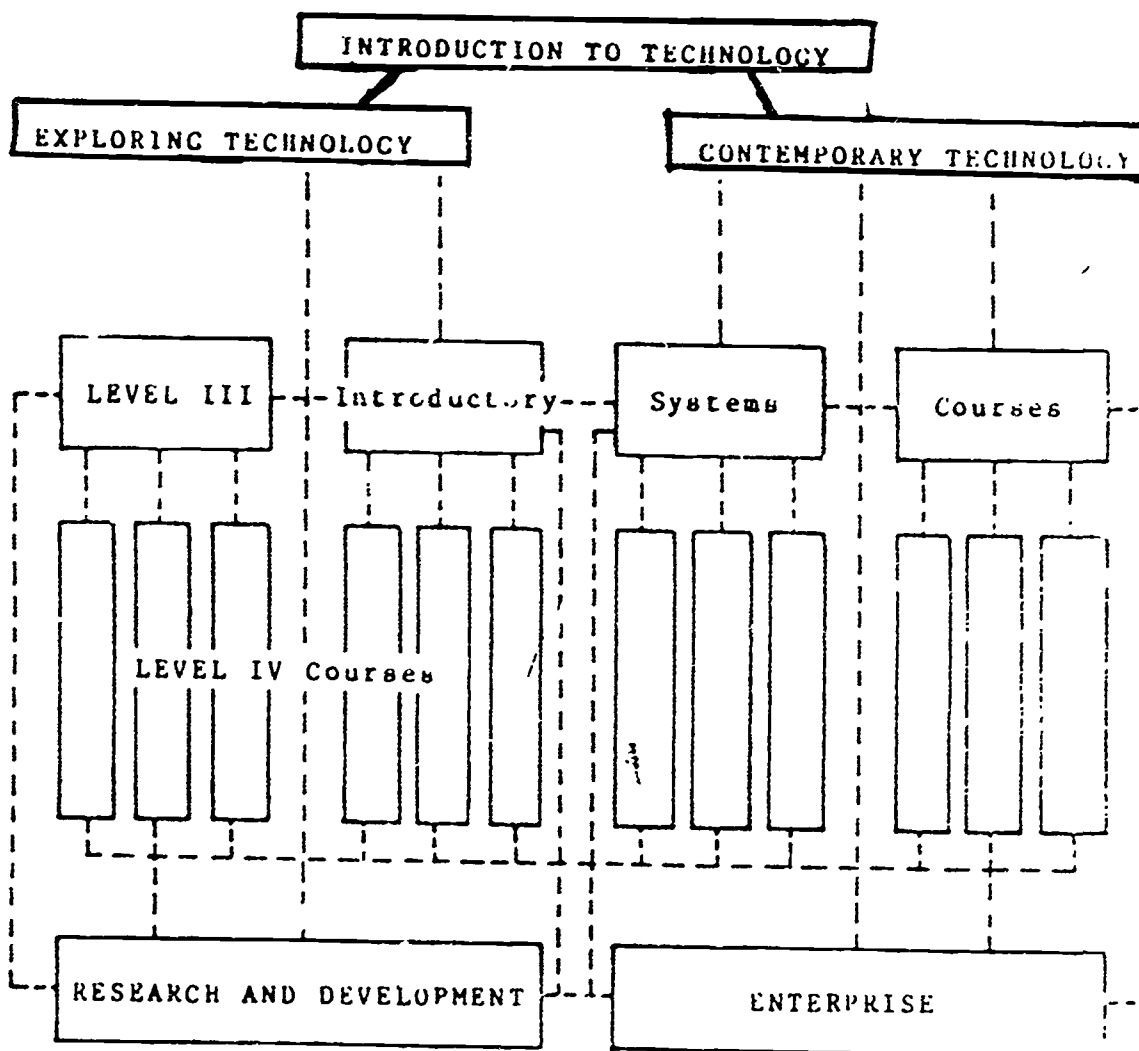 INTRODUCTION TO TECHNOLOGY
EXPLORING TECHNOLOGY
CONTEMPORARY TECHNOLOGY
LEVEL III
Introductory
Systems
Courses
LEVEL IV Courses
RESEARCH AND DEVELOPMENT
ENTERPRISE